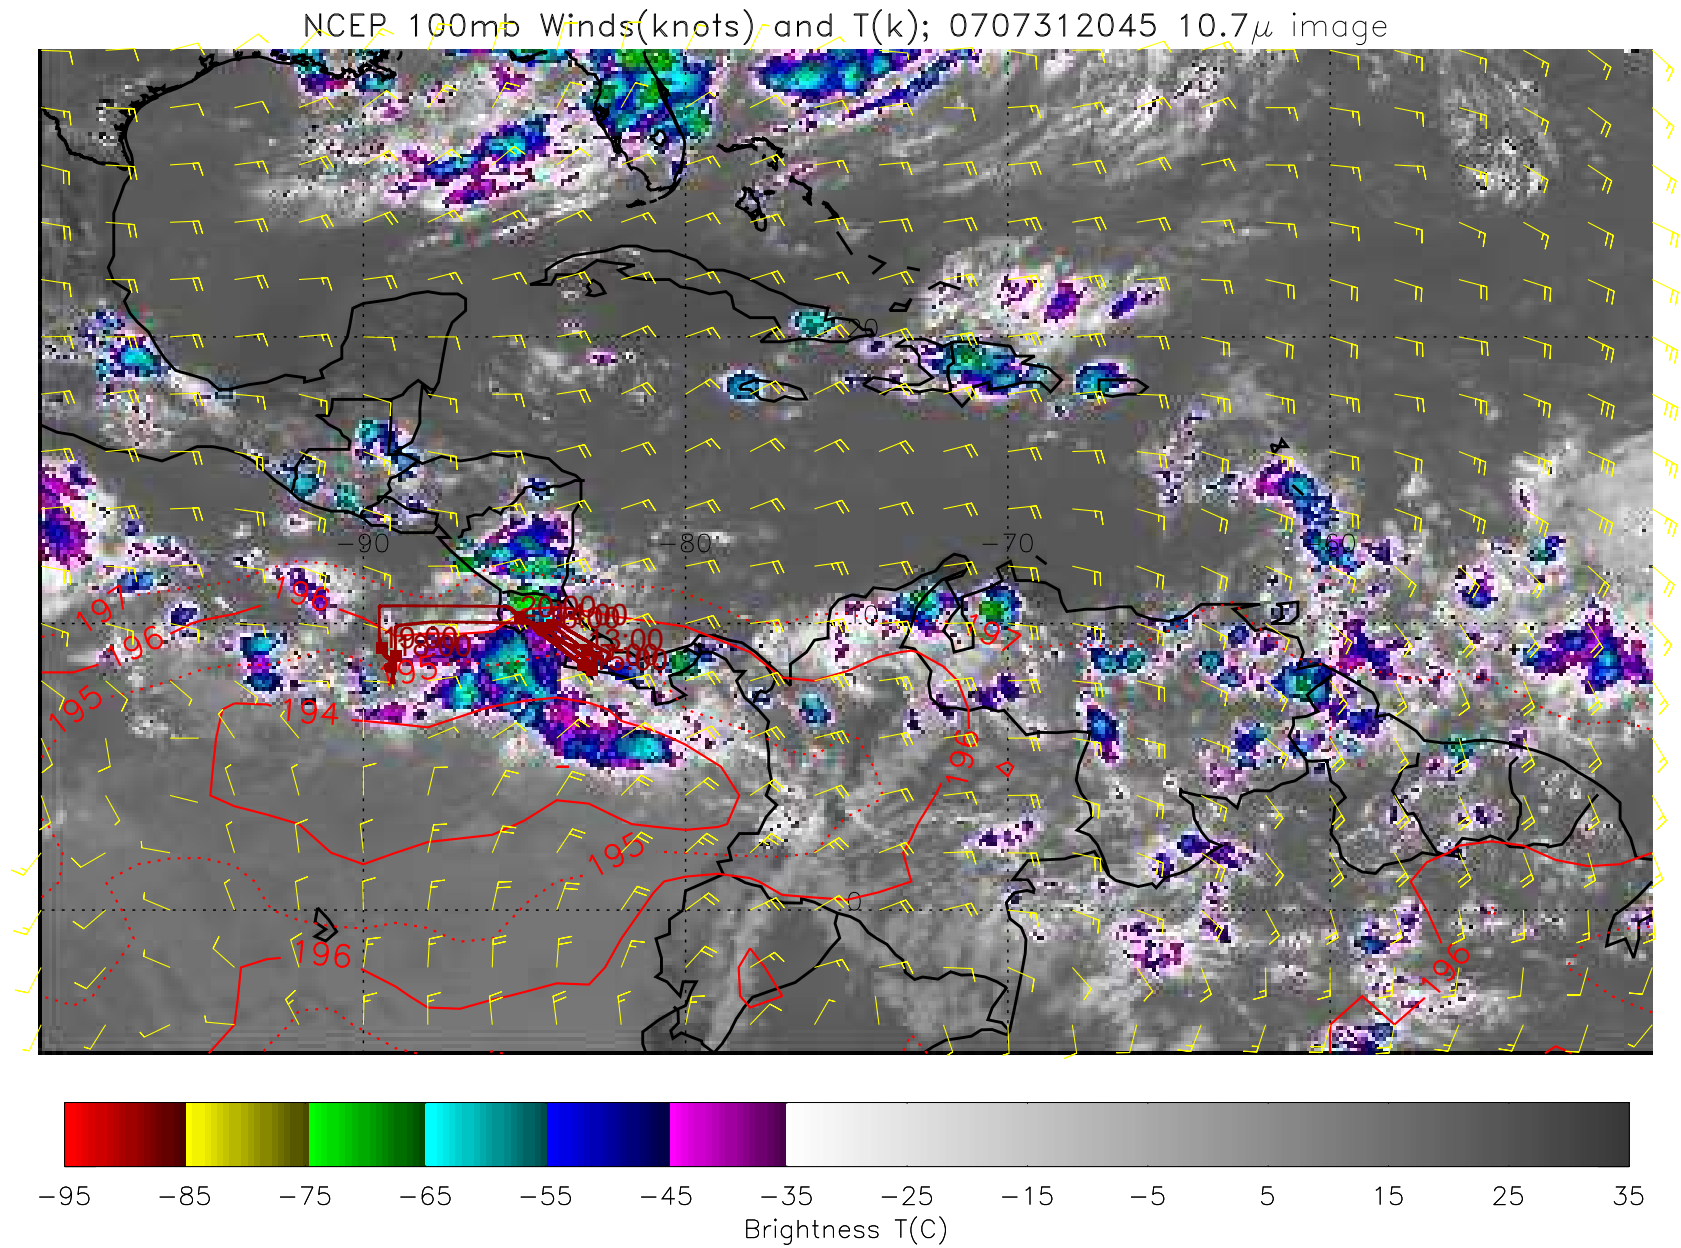 NCEP 100mb Winds(knots) and T(k); 0707312045 10.7μ image
20
-90 -80 -70 60
197 196 20:00
196 10 197
195 195
194
196
195
0
196 196
-95 -85 -75 -65 -55 -45 -35 -25 -15 -5 5 15 25 35
Brightness T(C)